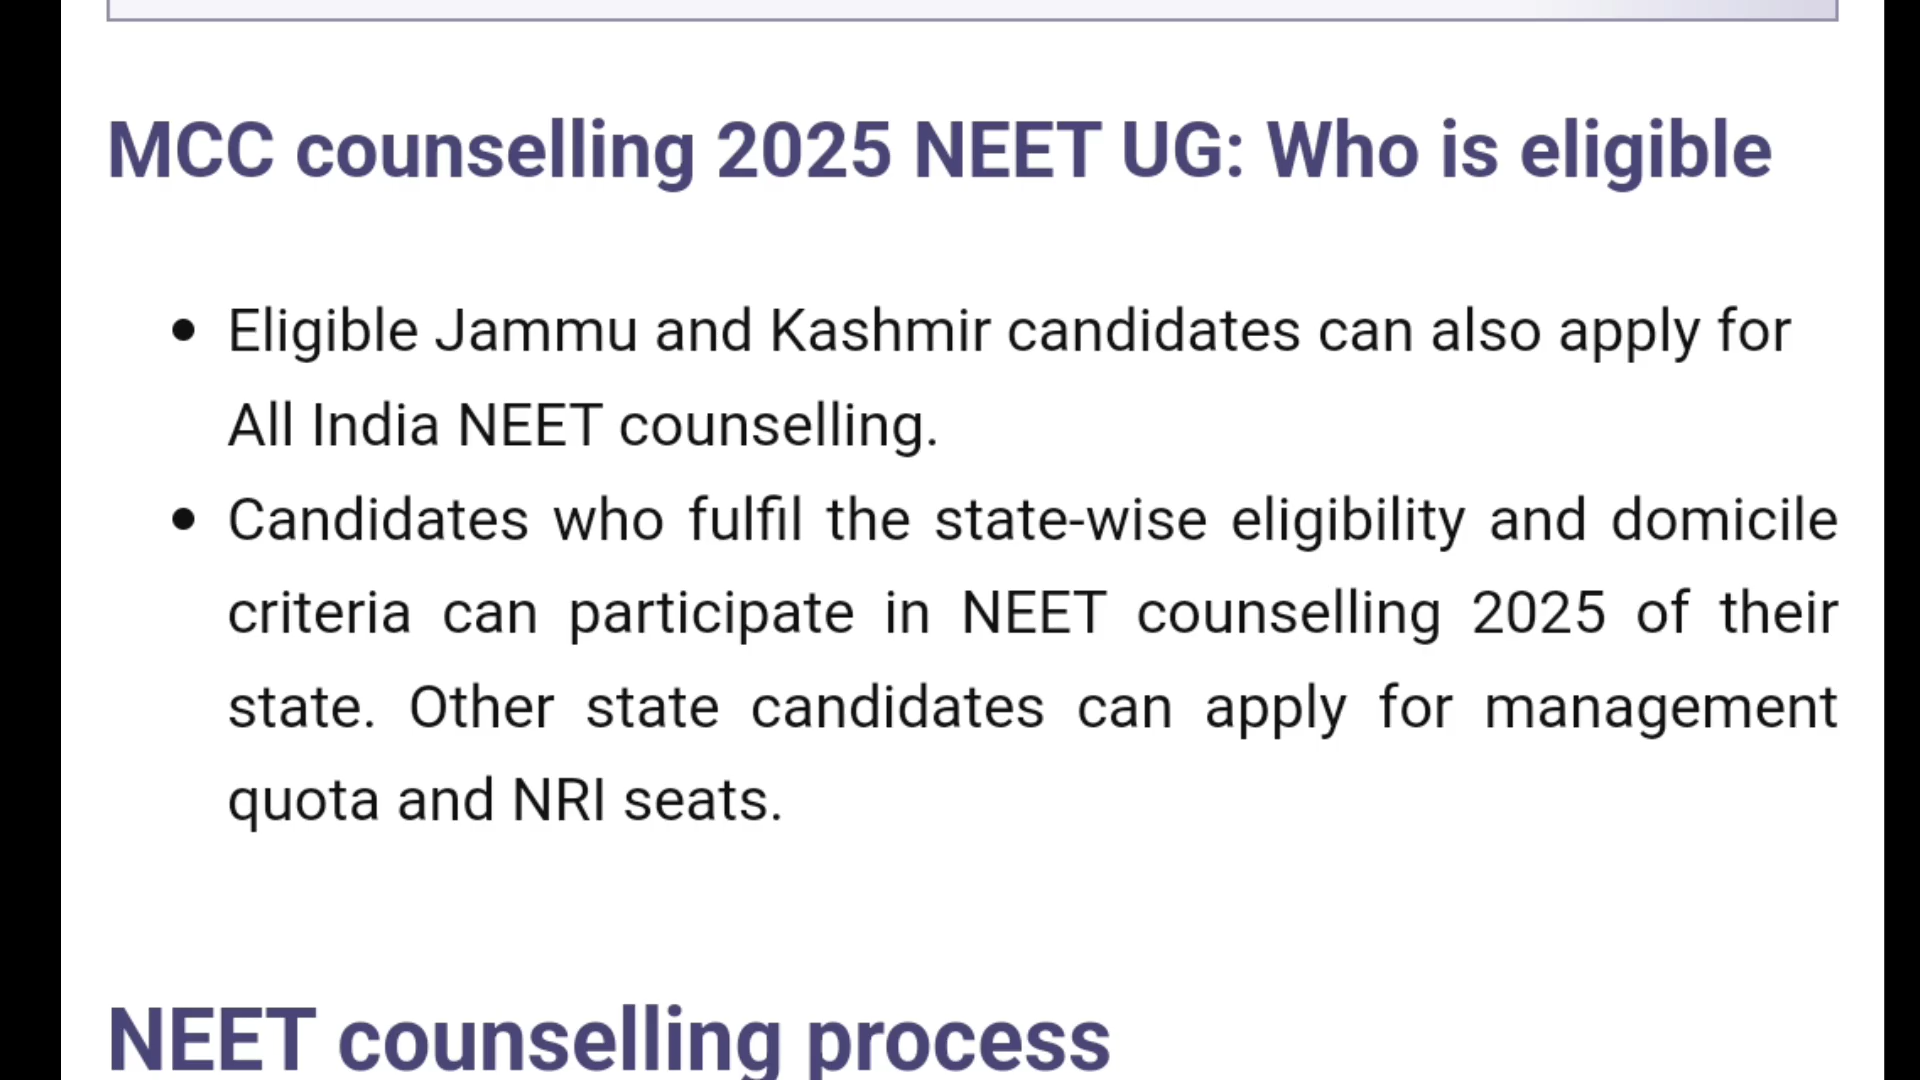 MCC counselling 2025 NEET UG: Who is eligible
Eligible Jammu and Kashmir candidates can also apply for
All India NEET counselling.
Candidates who fulfil the state-wise eligibility and domicile
criteria can participate in NEET counselling 2025 of their
state. Other state candidates can apply for management
quota and NRI seats.
NEET counselling process